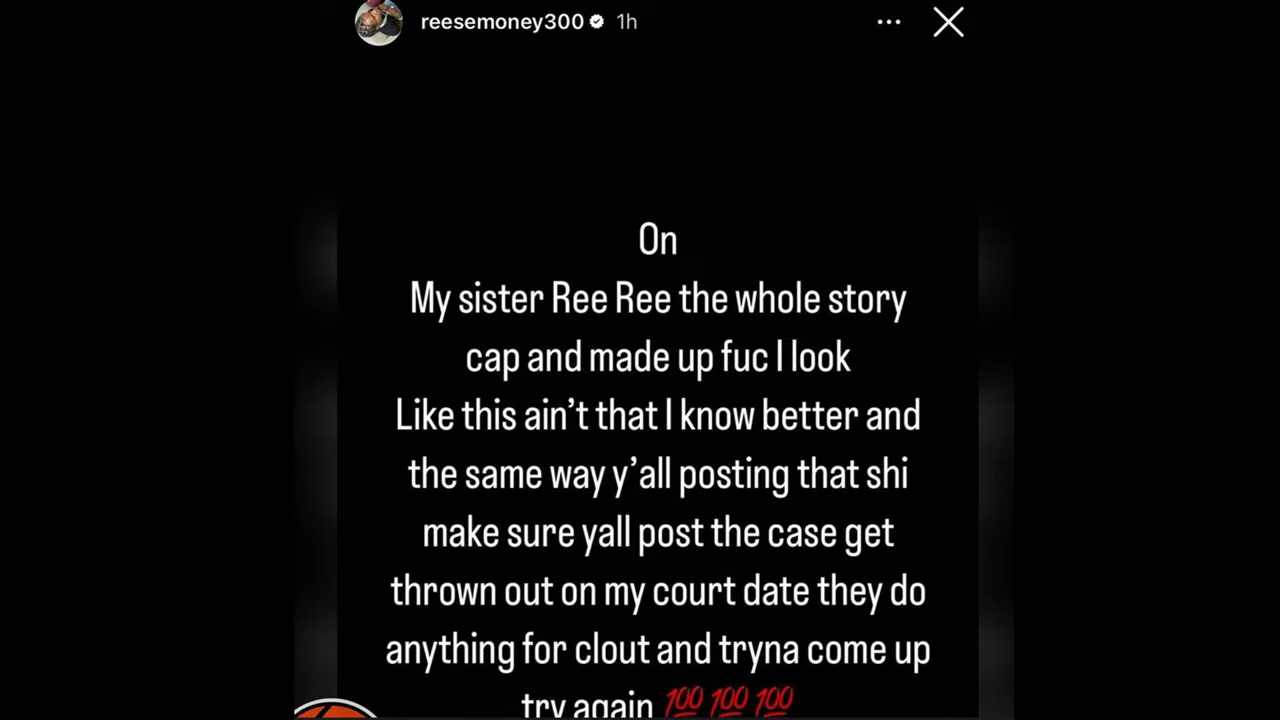 reesemoney300 1h
On
My sister Ree Ree the whole story
cap and made up fuc I look
Like this ain’t that I know better and
the same way y’all posting that shi
make sure yall post the case get
thrown out on my court date they do
anything for clout and tryna come up
try again 💯💯💯